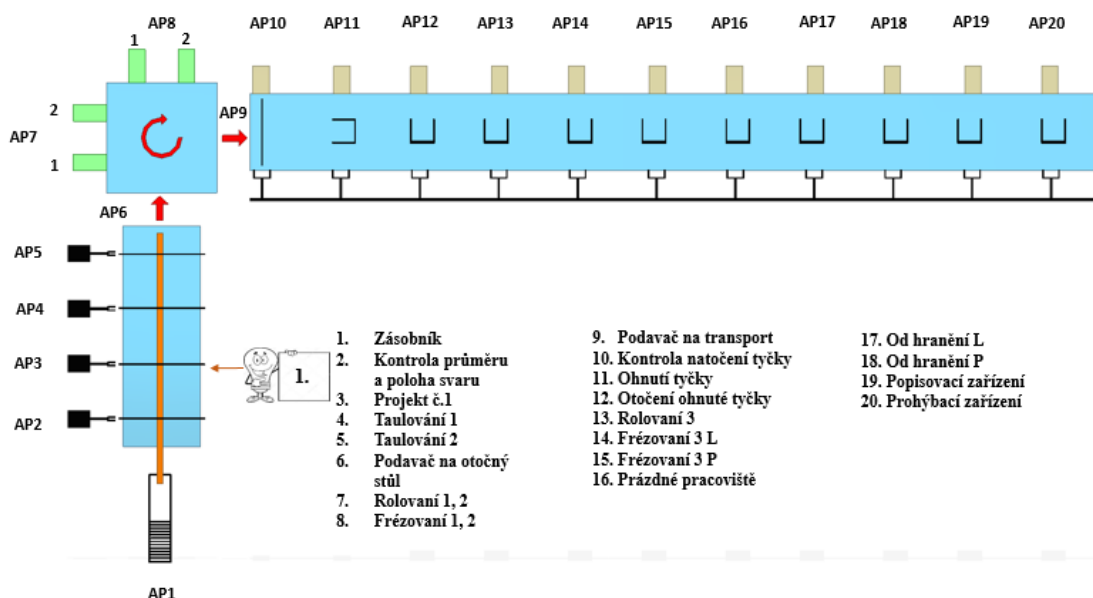 AP8
AP10
AP11
AP12
AP13
AP14
AP15
AP16
AP17
AP18
AP19
AP20
1
2
2
AP9
AP7
1
AP6
AP5
AP4
AP3
AP2
1.
AP1
1. Zásobník
2. Kontrola průměru
a poloha svaru
3. Projekt č.1
4. Taulování 1
5. Taulování 2
6. Podavač na otočný
stůl
7. Rolovaní 1, 2
8. Frézovaní 1, 2
9. Podavač na transport
10. Kontrola natočení tyčky
11. Ohnutí tyčky
12. Otočení ohnuté tyčky
13. Rolovaní 3
14. Frézovaní 3 L
15. Frézovaní 3 P
16. Prázdné pracoviště
17. Od hranění L
18. Od hranění P
19. Popisovací zařízení
20. Prohýbací zařízení